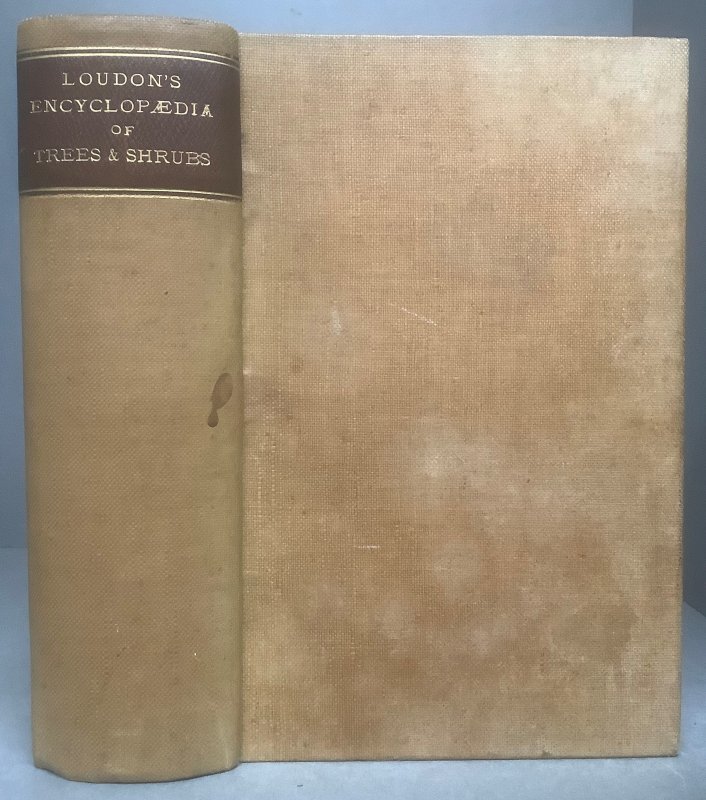 LOUDON'S
ENCYCLOPÆDIA
OF
TREES & SHRUBS